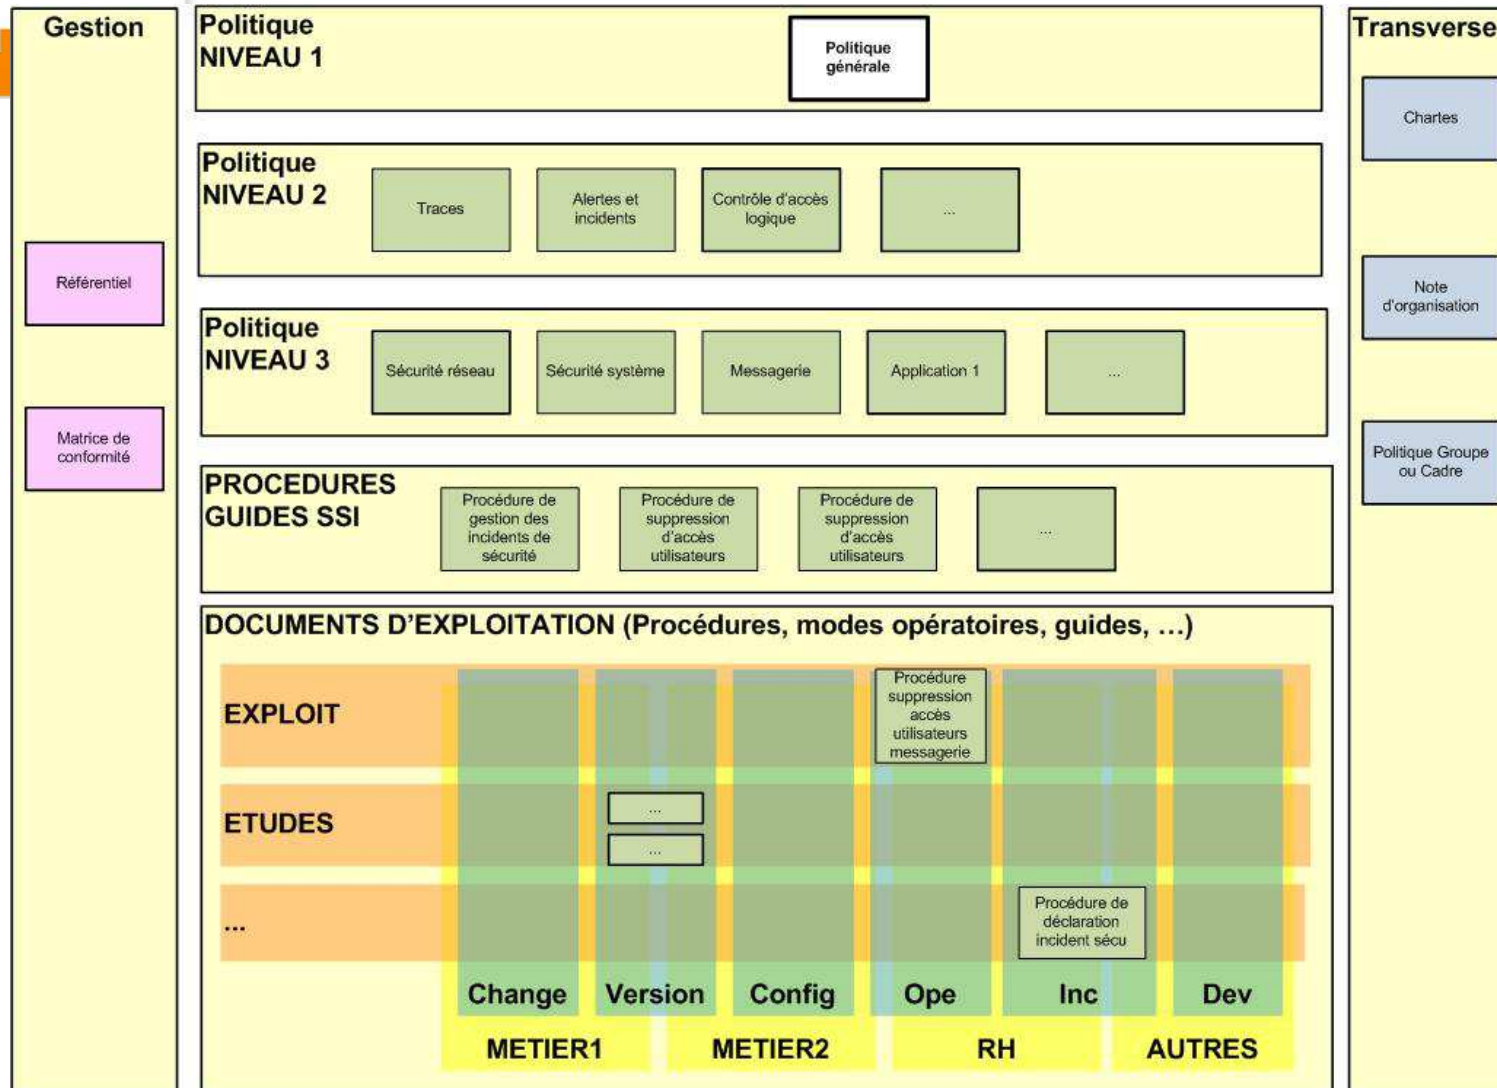 Gestion
Référentiel
Matrice de
conformité
Politique
NIVEAU 1
Politique
générale
Politique
NIVEAU 2
Traces
Alertes et
incidents
Contrôle d'accès
logique
...
Politique
NIVEAU 3
Sécurité réseau
Sécurité système
Messagerie
Application 1
...
PROCEDURES
GUIDES SSI
Procédure de
gestion des
incidents de
sécurité
Procédure de
suppression
d'accès
utilisateurs
Procédure de
suppression
d'accès
utilisateurs
...
DOCUMENTS D'EXPLOITATION (Procédures, modes opératoires, guides, ...)
EXPLOIT
Procédure
suppression
accès
utilisateurs
messagerie
ETUDES
...
...
...
Procédure de
déclaration
incident sécu
Change Version Config Ope Inc Dev
METIER1 METIER2 RH AUTRES
Transverse
Chartes
Note
d'organisation
Politique Groupe
ou Cadre